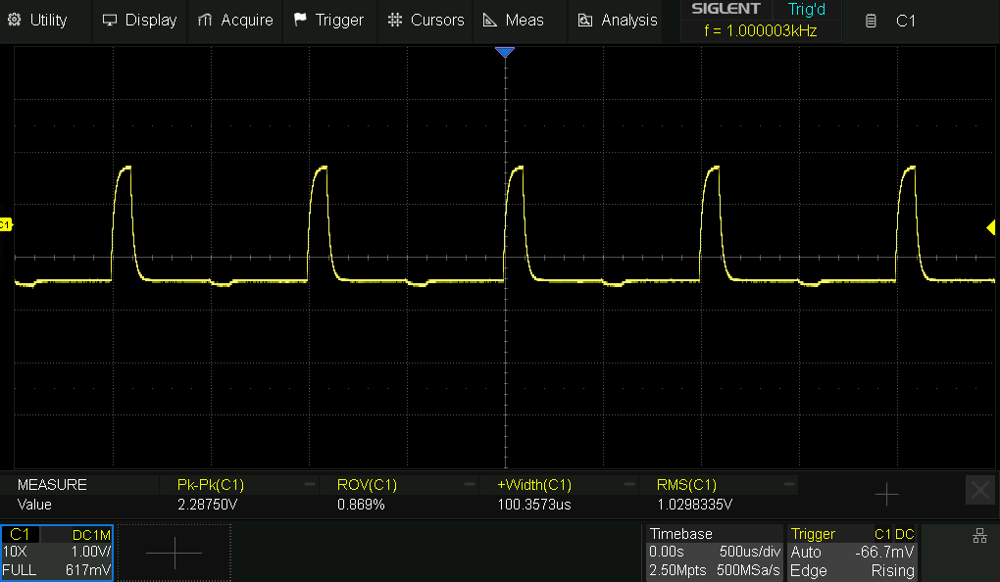 Utility Display Acquire Trigger Cursors Meas Analysis SIGLENT Trig'd C1
f = 1.000003kHz
C1
MEASURE Pk-Pk(C1) ROV(C1) +Width(C1) RMS(C1)
Value 2.28750V 0.869% 100.3573us 1.0298335V
C1 DC1M
10X 1.00V/
FULL 617mV
Timebase
0.00s 500us/div
2.50Mpts 500MSa/s
Trigger C1 DC
Auto -66.7mV
Edge Rising